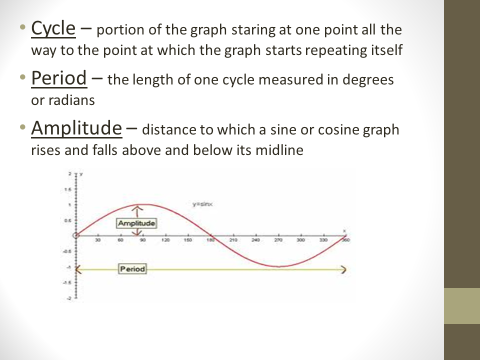 • Cycle – portion of the graph staring at one point all the
way to the point at which the graph starts repeating itself
• Period – the length of one cycle measured in degrees
or radians
• Amplitude – distance to which a sine or cosine graph
rises and falls above and below its midline
2 y
1.5
1 y=sinx
0.5 Amplitude
x
30 60 90 120 150 180 210 240 270 300 330 360
-0.5
-1 Period
-1.5
-2